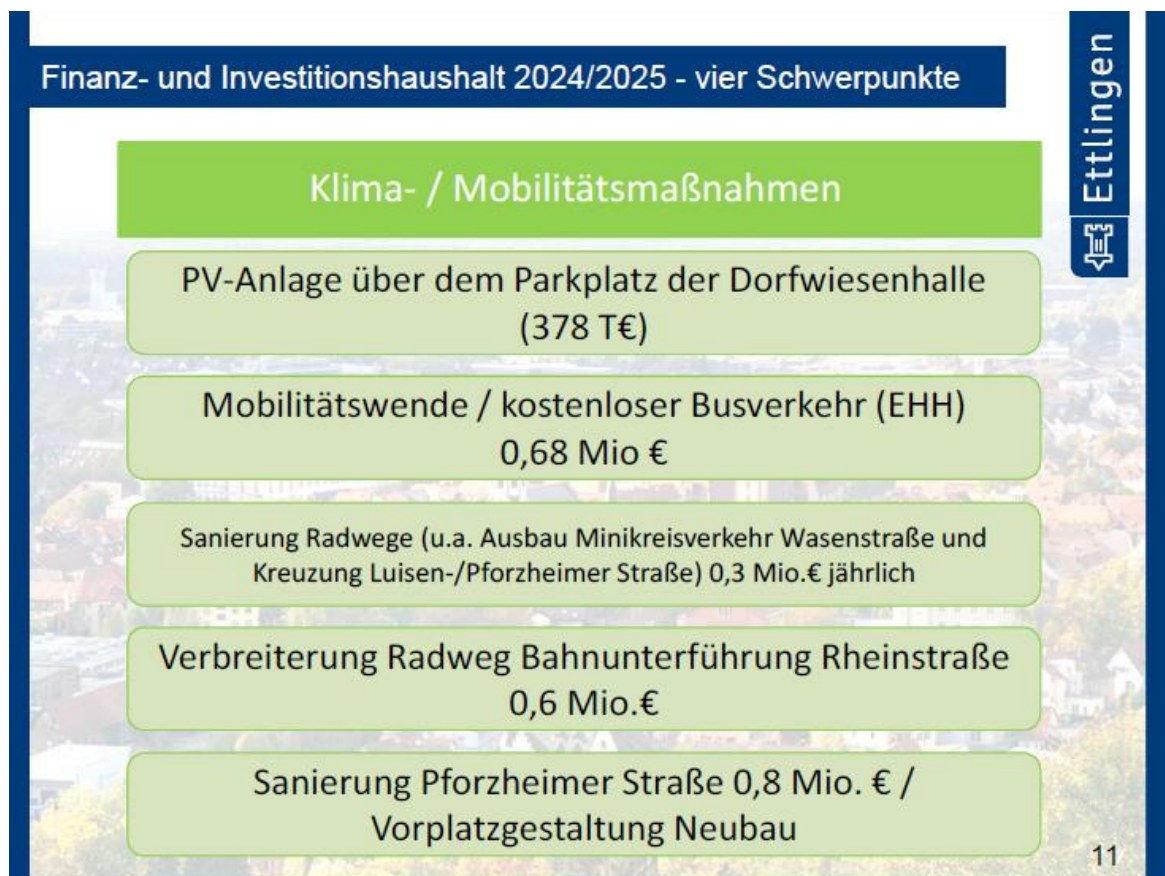 Finanz- und Investitionshaushalt 2024/2025 - vier Schwerpunkte
Ettlingen
Klima- / Mobilitätsmaßnahmen
PV-Anlage über dem Parkplatz der Dorfwiesenhalle
(378 T€)
Mobilitätswende / kostenloser Busverkehr (EHH)
0,68 Mio €
Sanierung Radwege (u.a. Ausbau Minikreisverkehr Wasenstraße und
Kreuzung Luisen-/Pforzheimer Straße) 0,3 Mio.€ jährlich
Verbreiterung Radweg Bahnunterführung Rheinstraße
0,6 Mio.€
Sanierung Pforzheimer Straße 0,8 Mio. € /
Vorplatzgestaltung Neubau
11